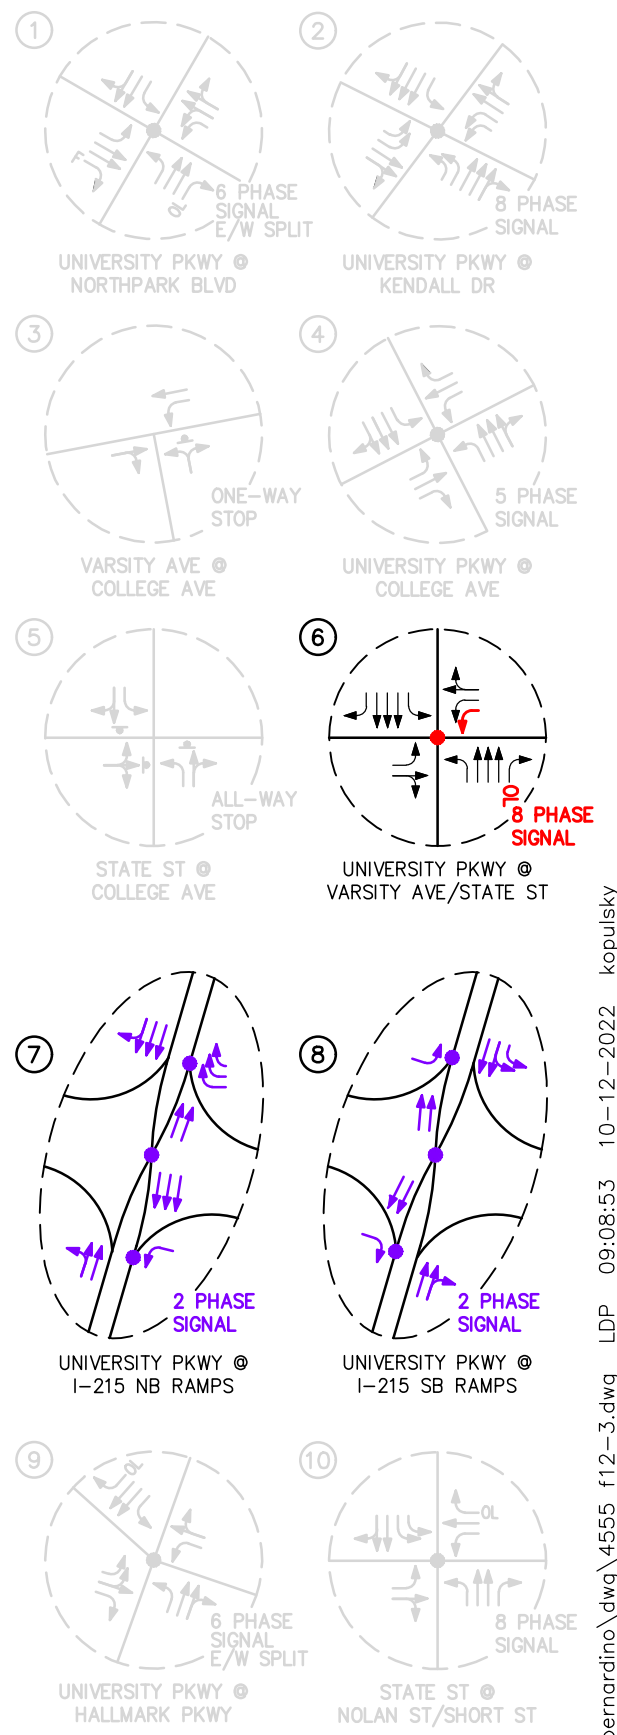 1
6 PHASE
SIGNAL
E/W SPLIT
F
OL
UNIVERSITY PKWY @
NORTHPARK BLVD
2
8 PHASE
SIGNAL
UNIVERSITY PKWY @
KENDALL DR
3
ONE-WAY
STOP
VARSITY AVE @
COLLEGE AVE
4
5 PHASE
SIGNAL
UNIVERSITY PKWY @
COLLEGE AVE
5
ALL-WAY
STOP
STATE ST @
COLLEGE AVE
6
OL
8 PHASE
SIGNAL
UNIVERSITY PKWY @
VARSITY AVE/STATE ST
7
2 PHASE
SIGNAL
UNIVERSITY PKWY @
I-215 NB RAMPS
8
2 PHASE
SIGNAL
UNIVERSITY PKWY @
I-215 SB RAMPS
9
OL
6 PHASE
SIGNAL
E/W SPLIT
UNIVERSITY PKWY @
HALLMARK PKWY
10
OL
8 PHASE
SIGNAL
STATE ST @
NOLAN ST/SHORT ST
bernardino\dwg\4555 f12-3.dwg LDP 09:08:53 10-12-2022 kopulsky